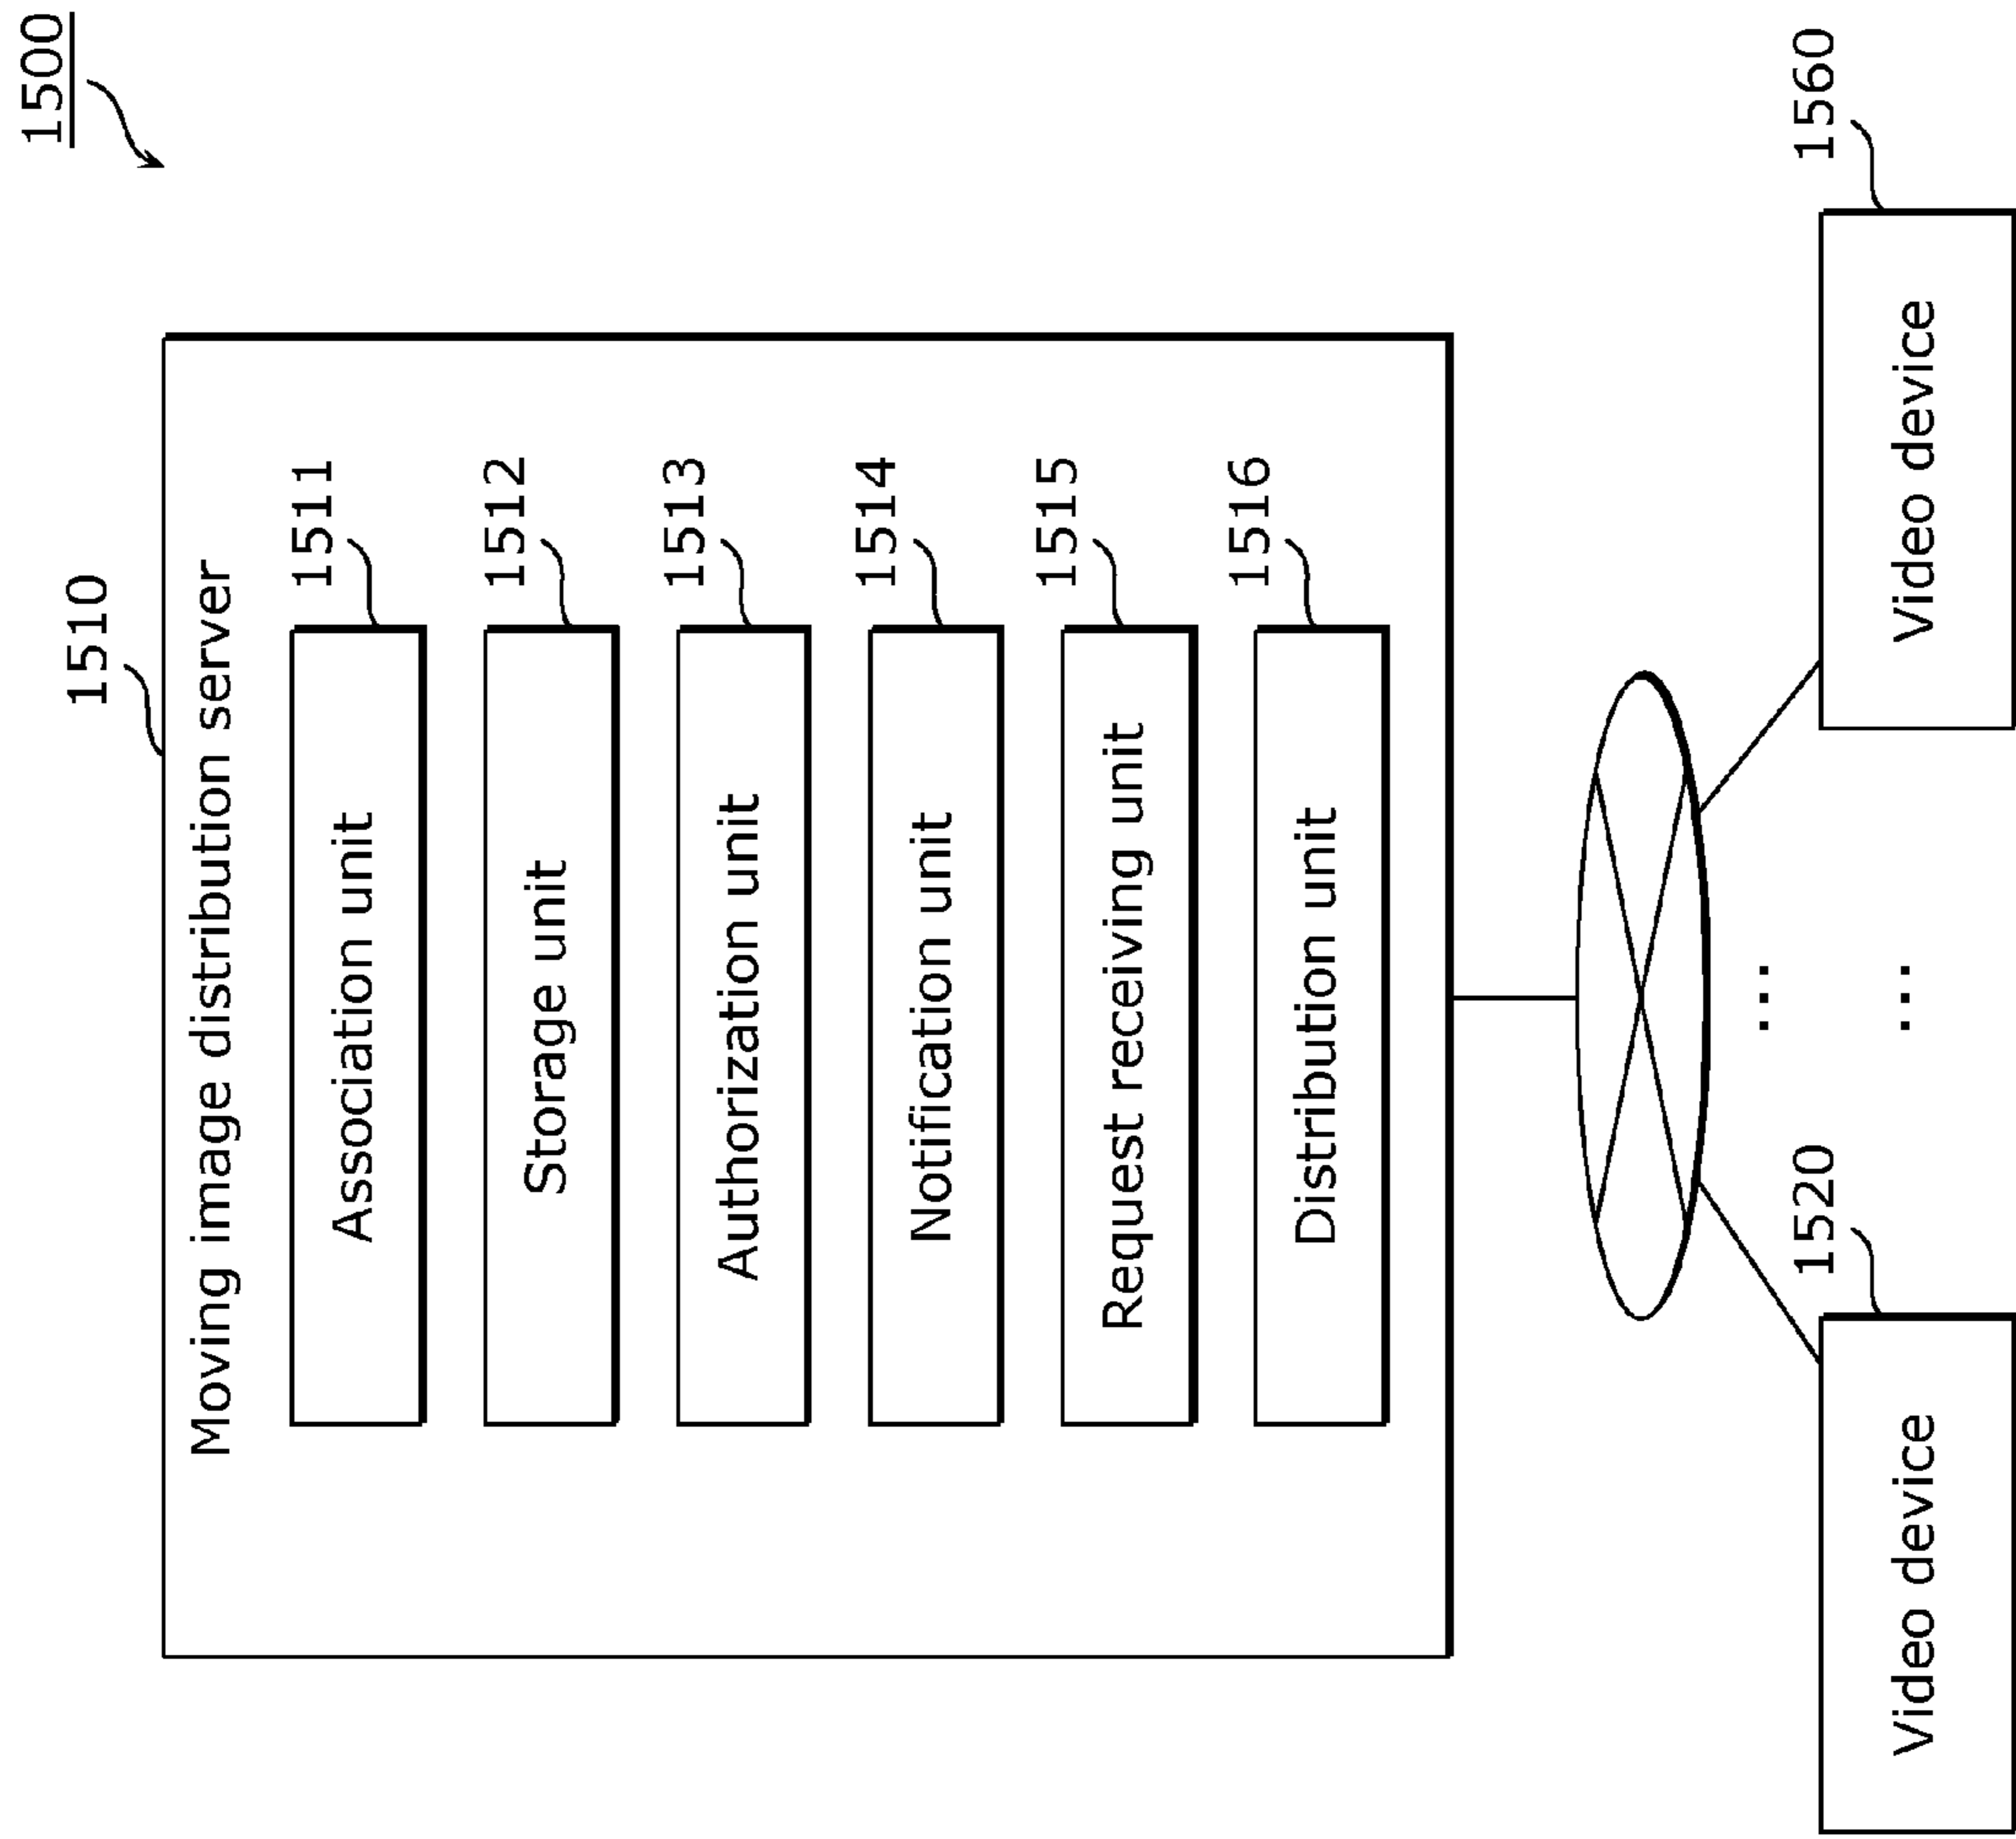 1500
1510
Moving image distribution server
1511
Association unit
1512
Storage unit
1513
Authorization unit
1514
Notification unit
1515
Request receiving unit
1516
Distribution unit
...
1520
1560
Video device
...
Video device